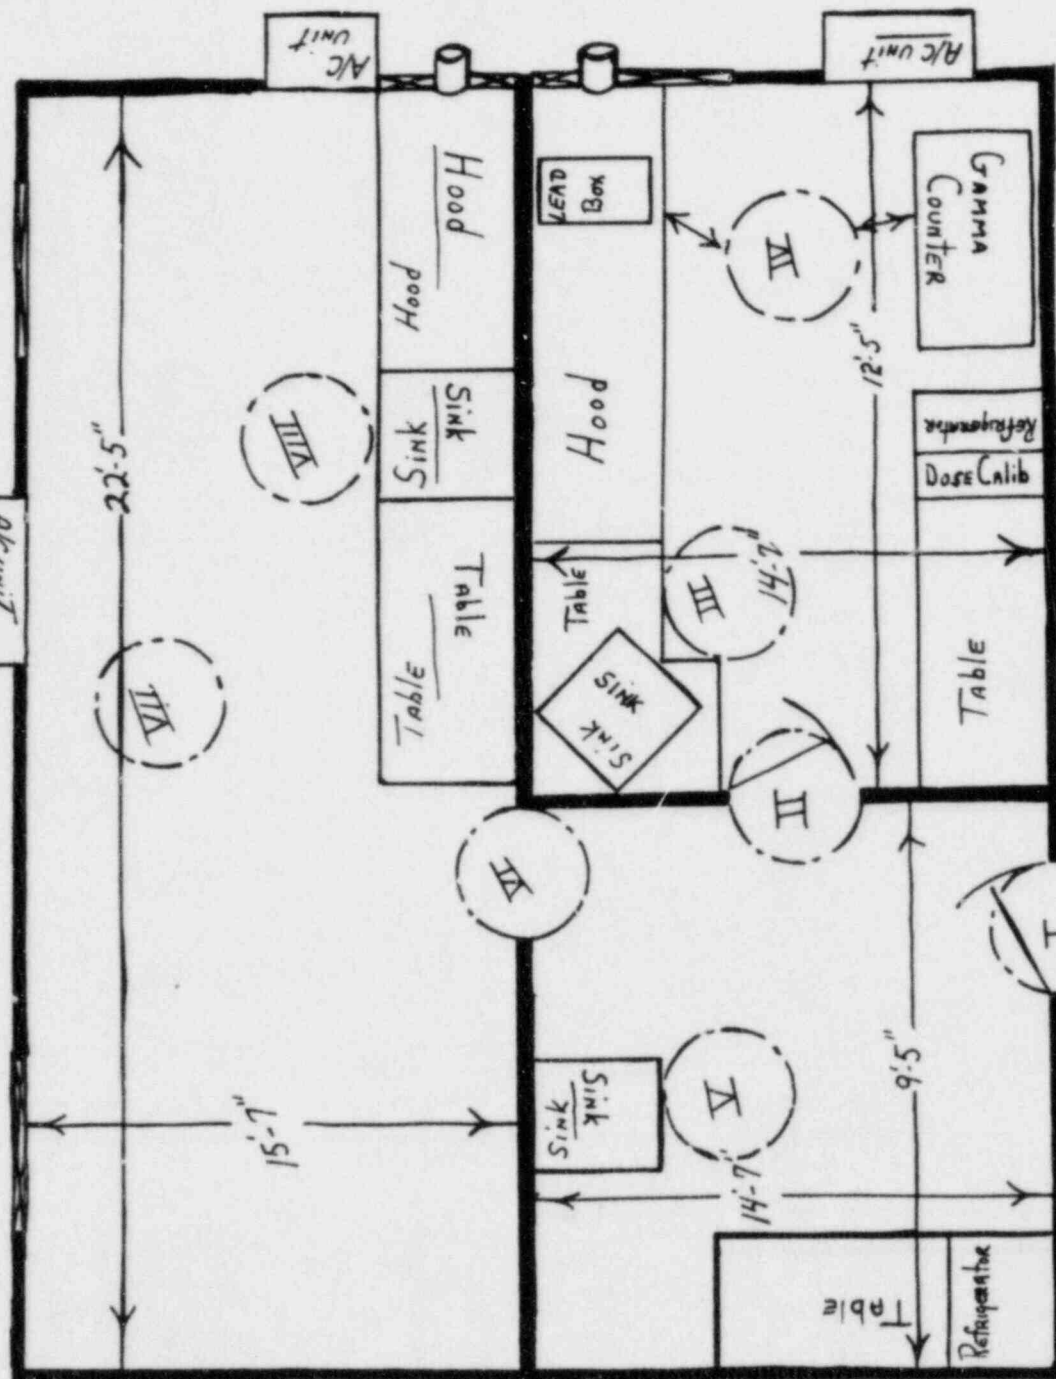 A/C
UNIT
A/C UNIT
Hood
Hood
LEAD
Box
IV
GAMMA
COUNTER
Hood
12'-5"
Refrigerator
DOSE CALIB
SINK
SINK
VIII
22'-5"
TABLE
TABLE
TABLE
III
14'-7"
TABLE
SINK
SINK
VII
II
VI
I
SINK
SINK
V
9'-5"
15'-7"
14'-7"
TABLE
Refrigerator